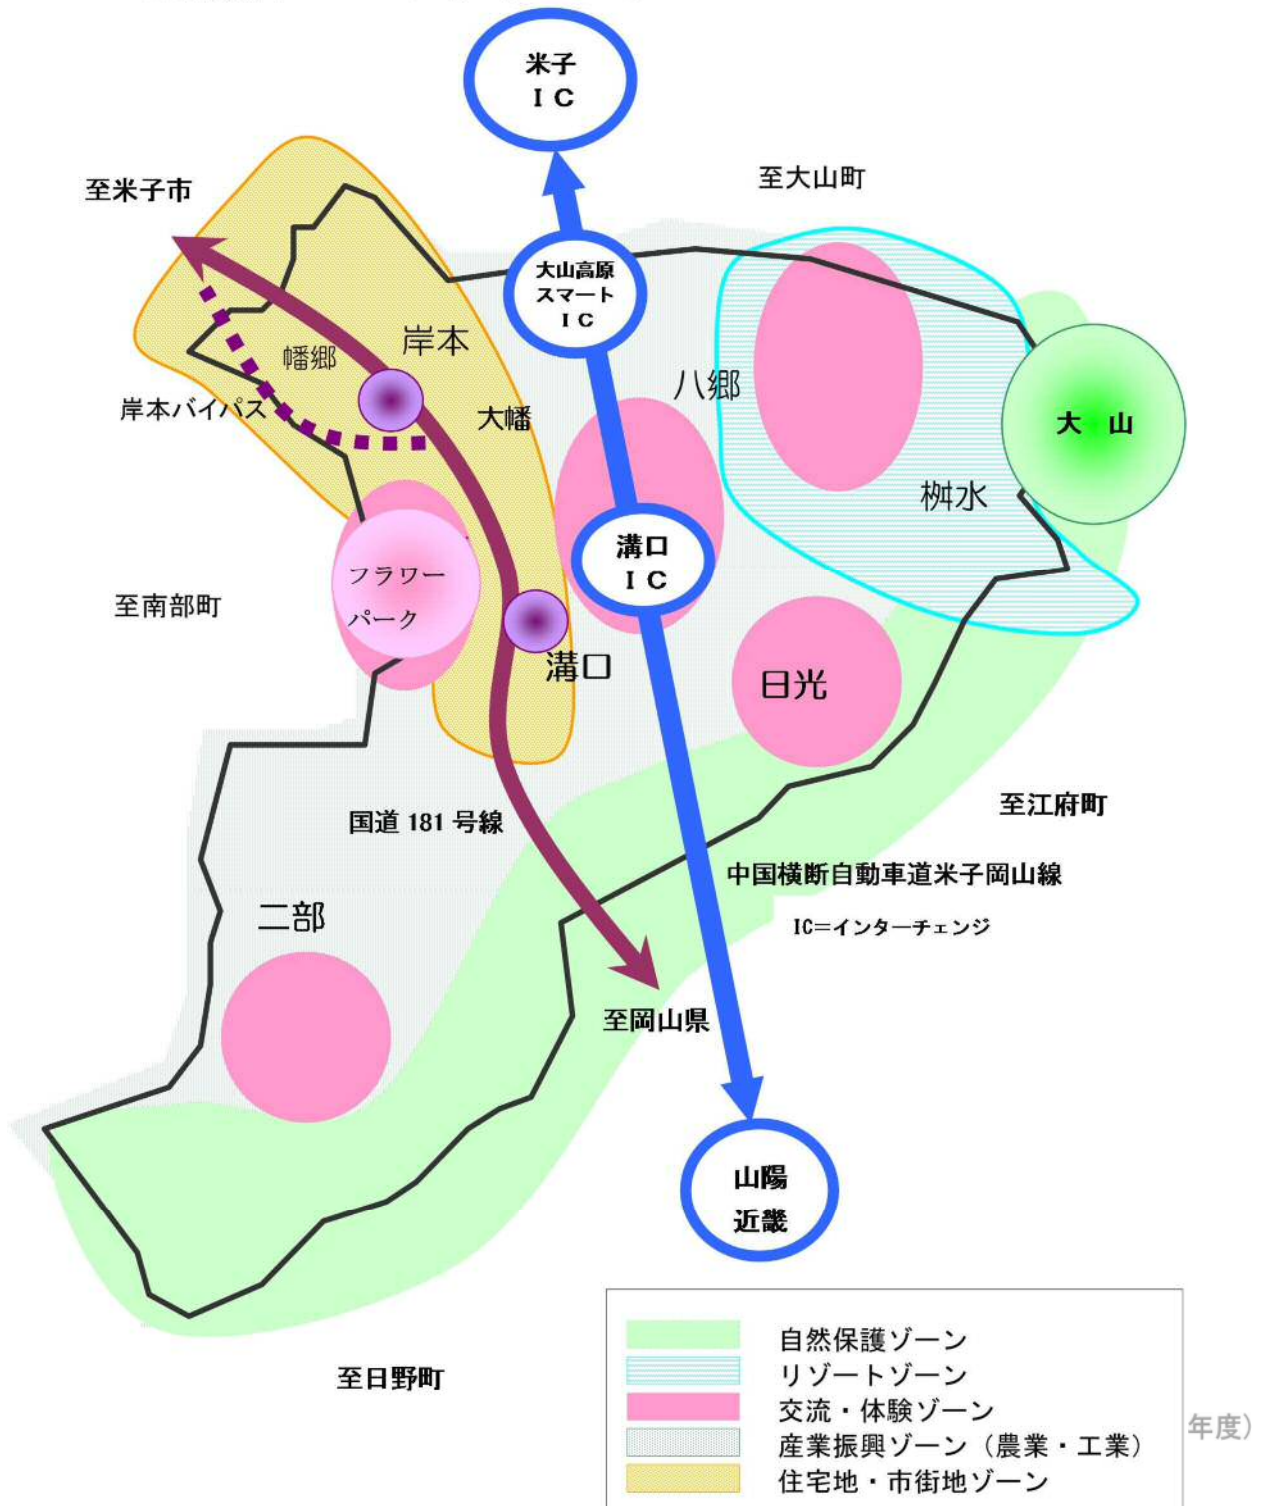 米子
ＩＣ
至大山町
至米子市
大山高原
スマート
ＩＣ
岸本
幡郷
八郷
岸本バイパス
大幡
大　山
桝水
溝口
ＩＣ
フラワー
パーク
至南部町
溝口
日光
至江府町
国道 181 号線
中国横断自動車道米子岡山線
IC＝インターチェンジ
二部
至岡山県
山陽
近畿
至日野町
自然保護ゾーン
リゾートゾーン
交流・体験ゾーン
産業振興ゾーン（農業・工業）
住宅地・市街地ゾーン
年度）